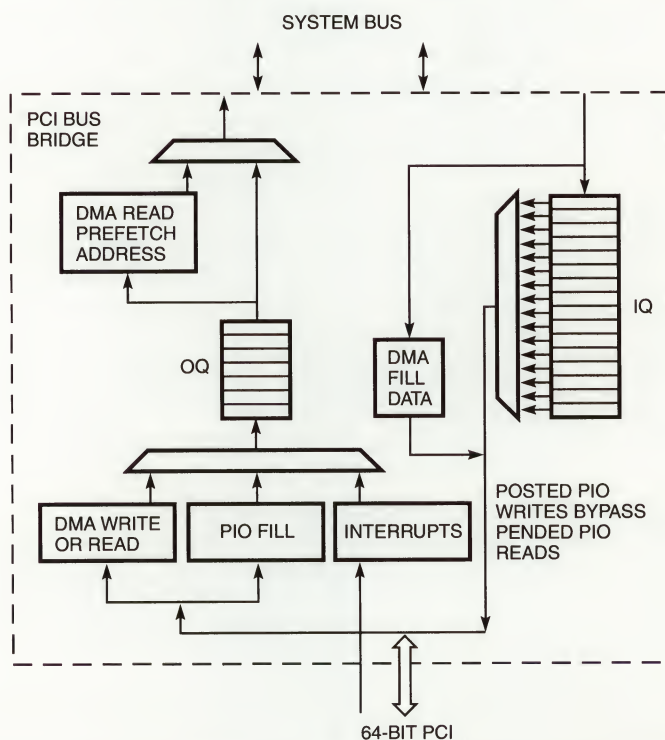 SYSTEM BUS
PCI BUS
BRIDGE
DMA READ
PREFETCH
ADDRESS
OQ
IQ
DMA
FILL
DATA
POSTED PIO
WRITES BYPASS
PENDED PIO
READS
DMA WRITE
OR READ
PIO FILL
INTERRUPTS
64-BIT PCI